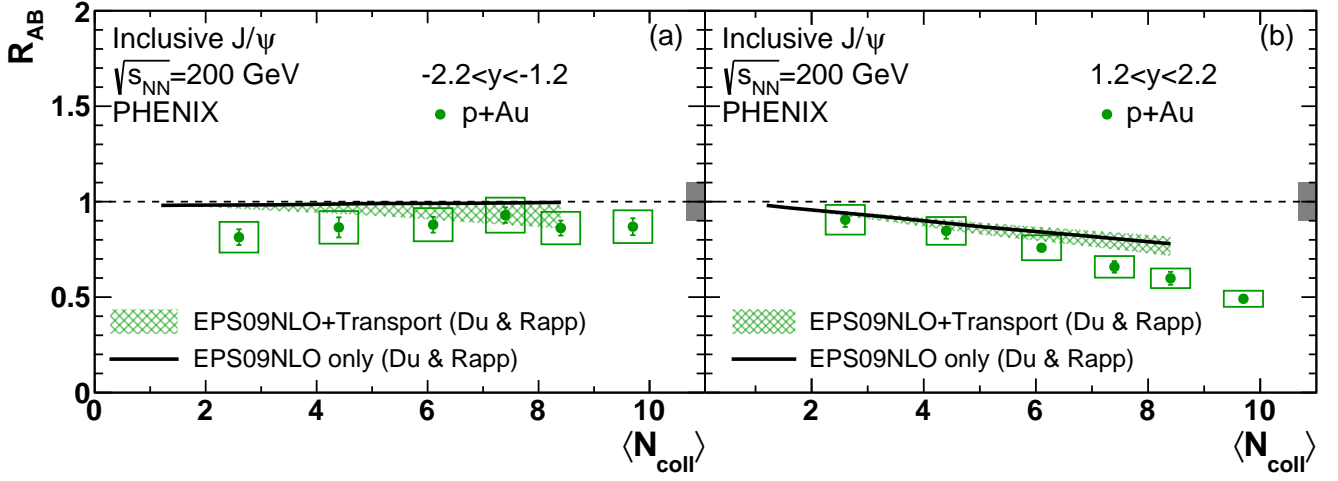 R_AB
2
1.5
1
0.5
0
Inclusive J/ψ
(a)
√s_NN=200 GeV
-2.2<y<-1.2
PHENIX
p+Au
EPS09NLO+Transport (Du & Rapp)
EPS09NLO only (Du & Rapp)
0 2 4 6 8 10
⟨N_coll⟩
Inclusive J/ψ
(b)
√s_NN=200 GeV
1.2<y<2.2
PHENIX
p+Au
EPS09NLO+Transport (Du & Rapp)
EPS09NLO only (Du & Rapp)
2 4 6 8 10
⟨N_coll⟩